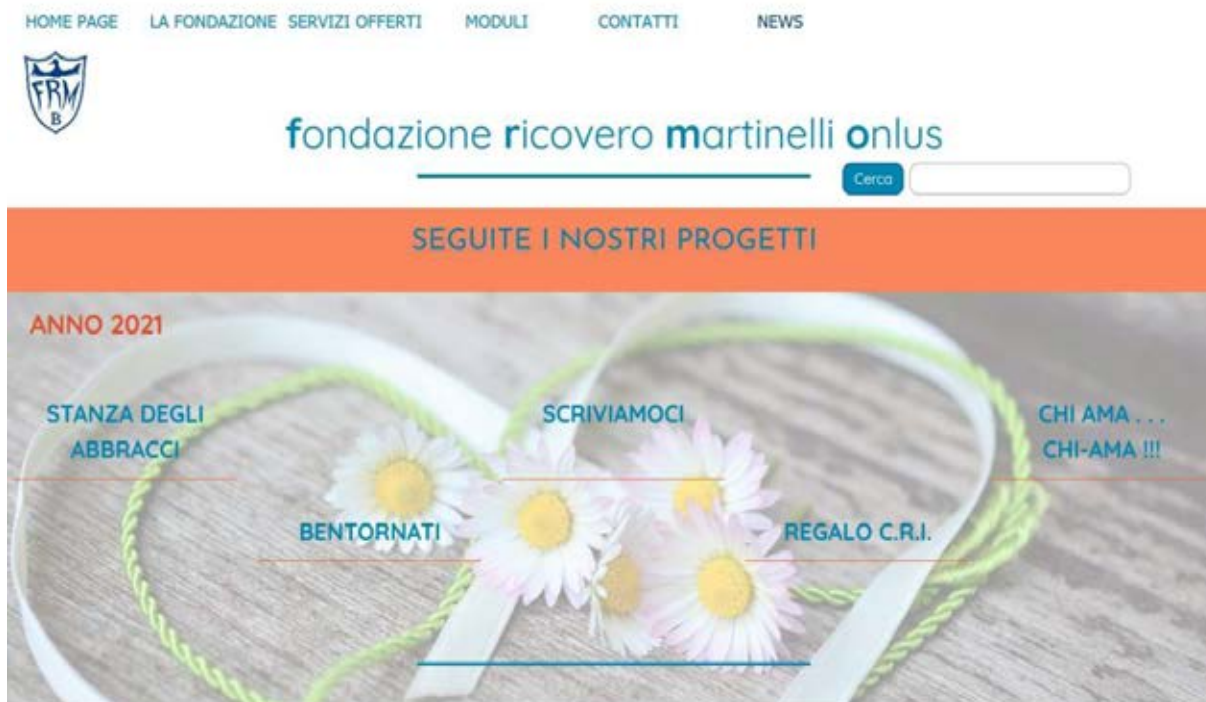 HOME PAGE LA FONDAZIONE SERVIZI OFFERTI MODULI CONTATTI NEWS
FRM
B
fondazione ricovero martinelli onlus
Cerca
SEGUITE I NOSTRI PROGETTI
ANNO 2021
STANZA DEGLI
ABBRACCI
SCRIVIAMOCI
CHI AMA . . .
CHI-AMA !!!
BENTORNATI
REGALO C.R.I.